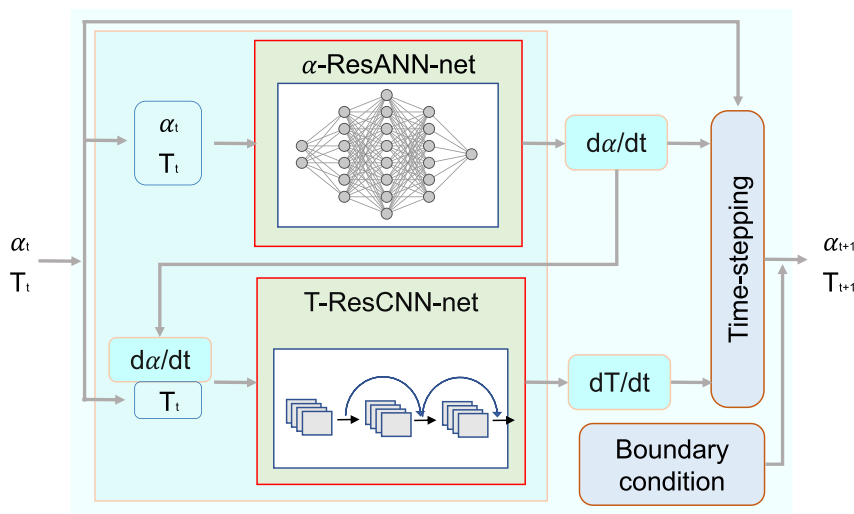 α-ResANN-net
αt
Tt
dα/dt
αt
Tt
Time-stepping
αt+1
Tt+1
T-ResCNN-net
dα/dt
Tt
dT/dt
Boundary
condition